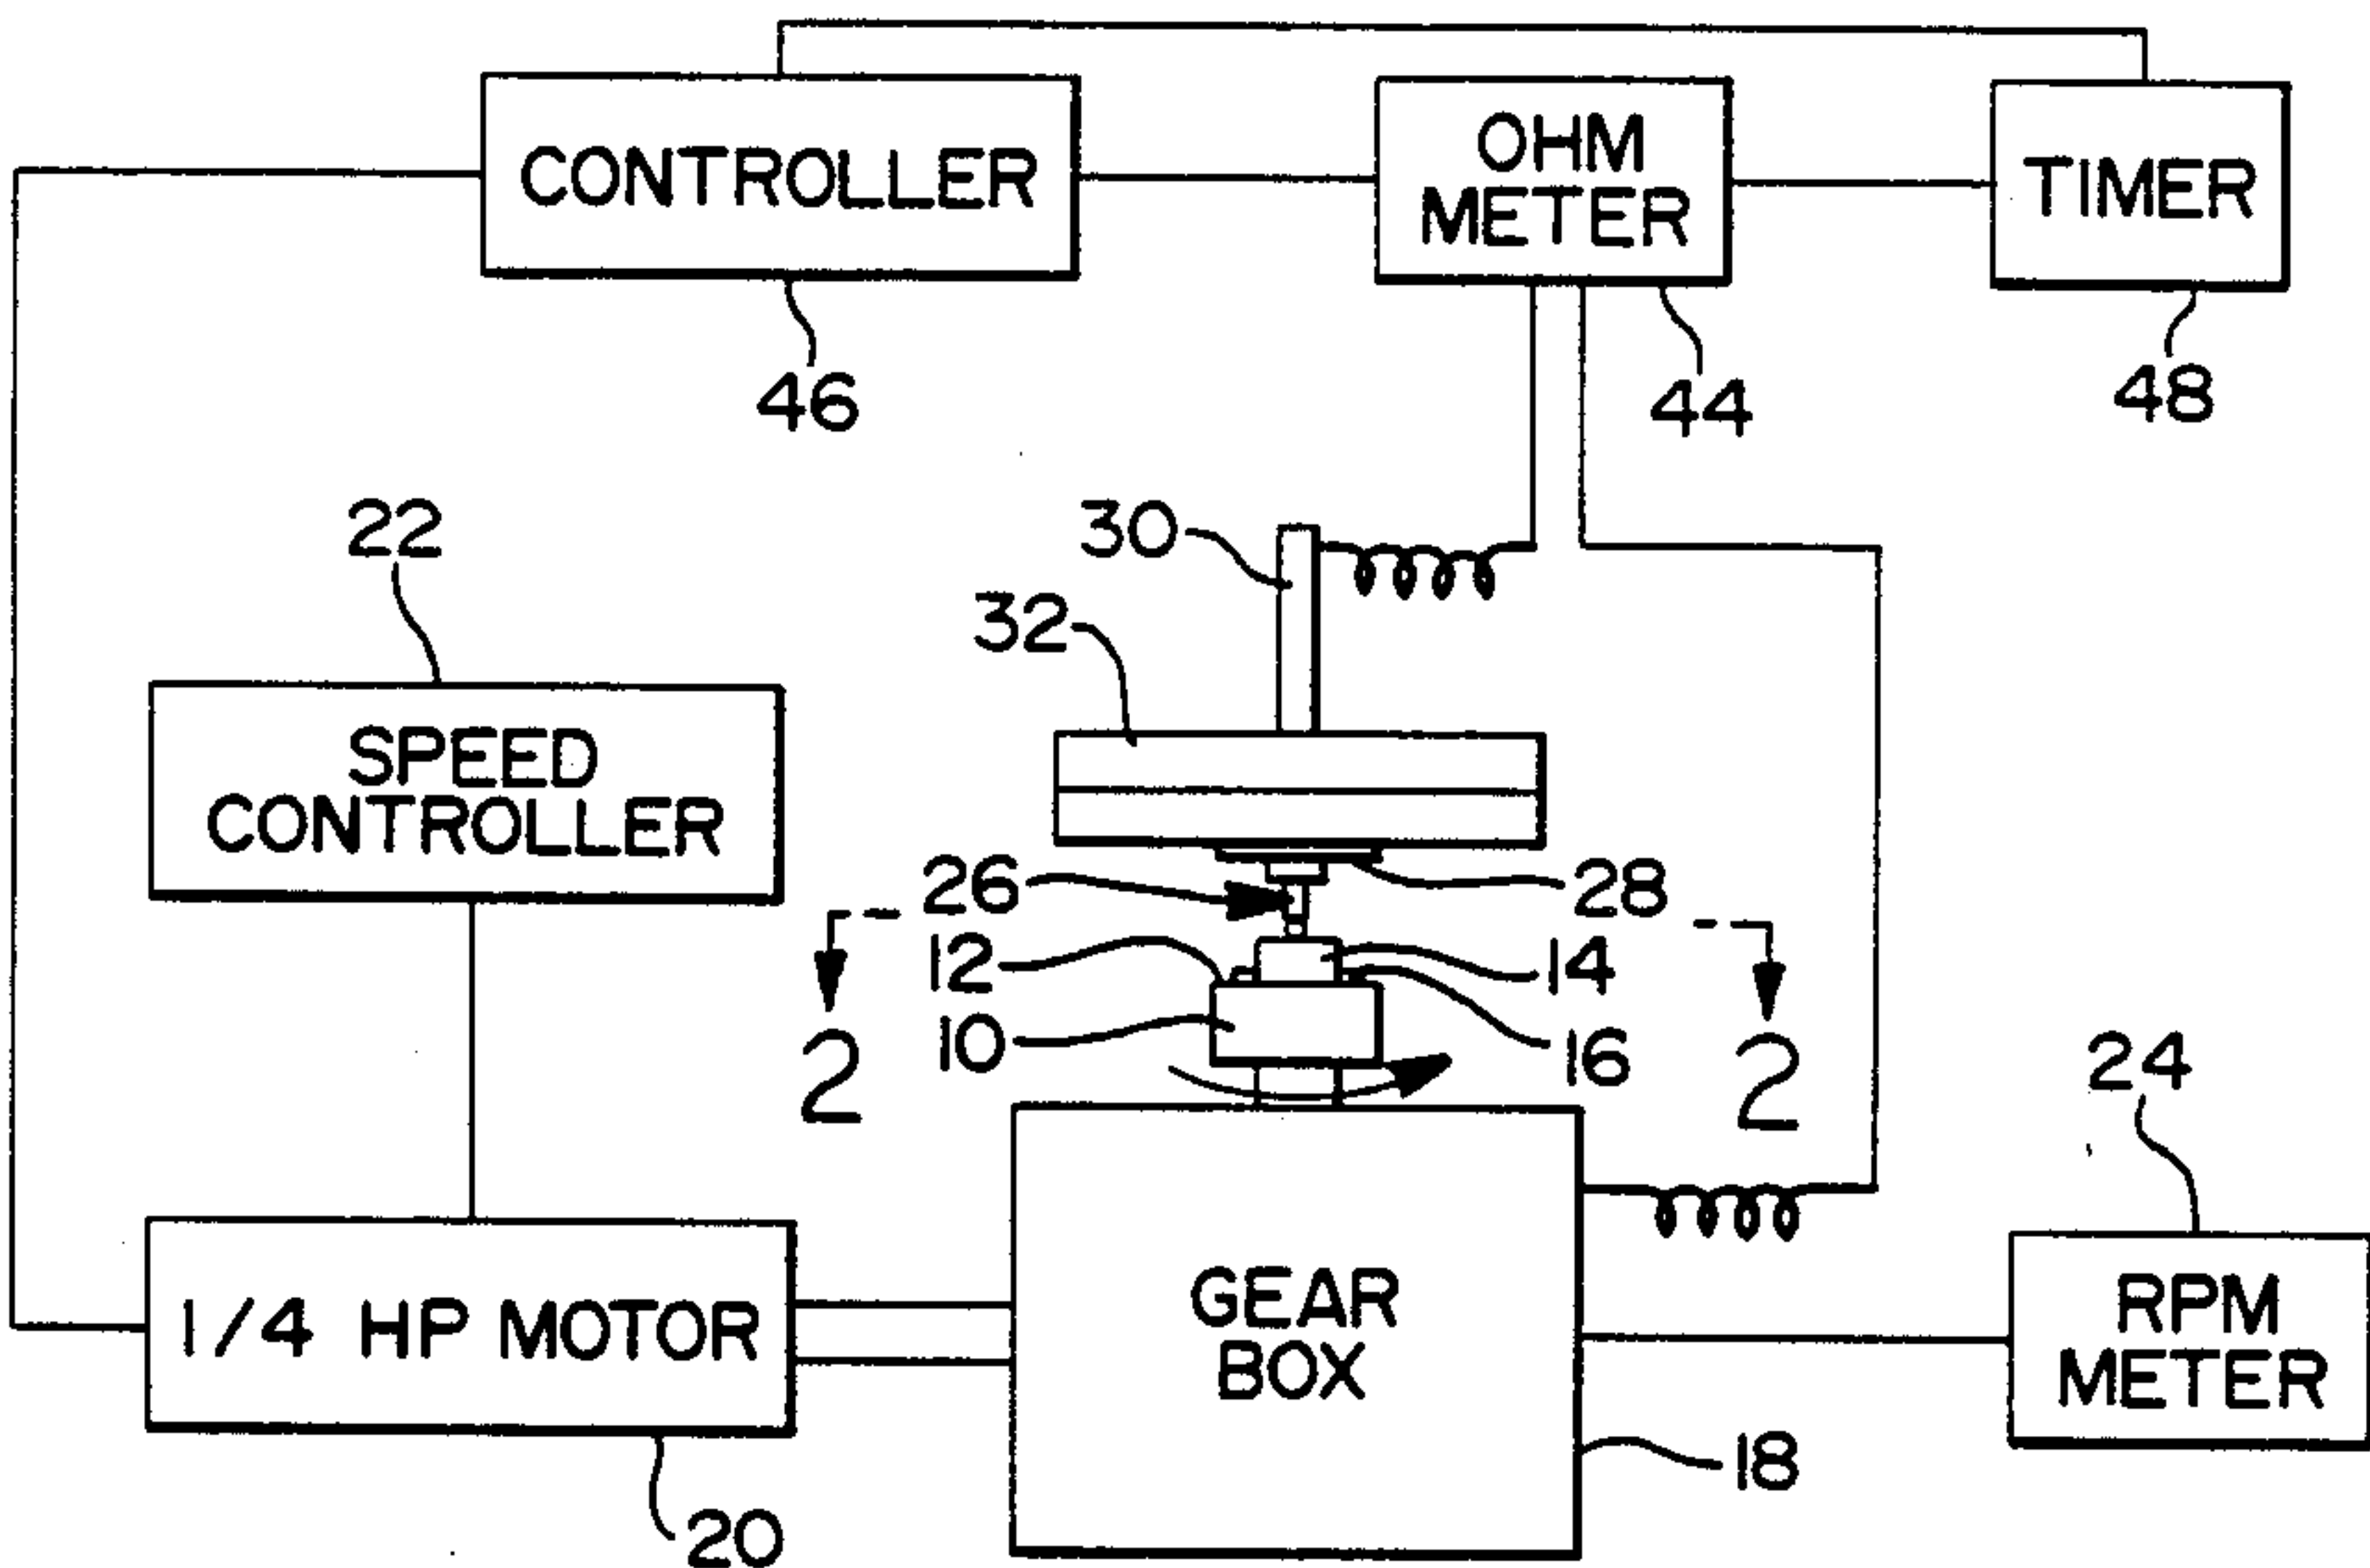 CONTROLLER
OHM
METER
TIMER
46
44
48
22
30
32
SPEED
CONTROLLER
26
28
12
14
10
16
2
2
24
1/4 HP MOTOR
GEAR
BOX
RPM
METER
18
20